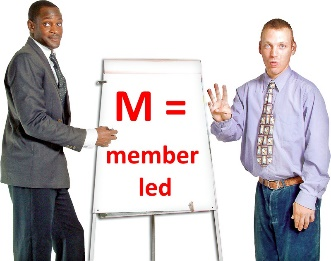 M =
member
led